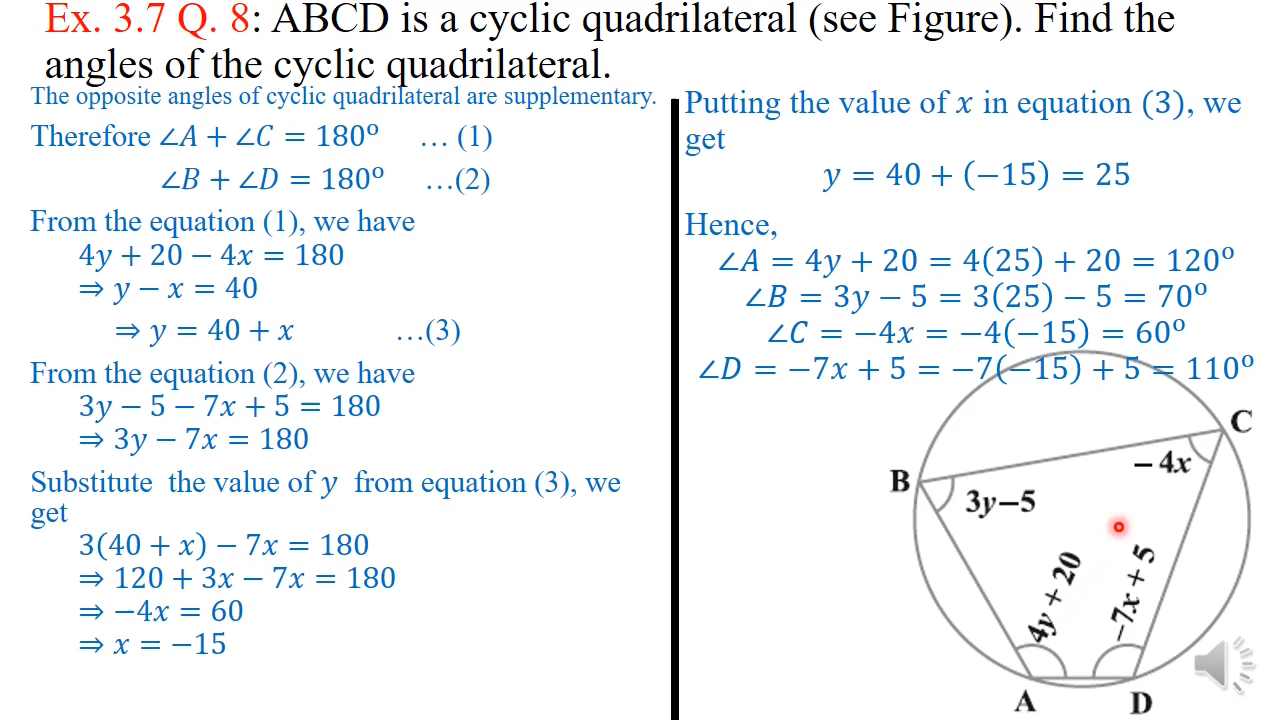 Ex. 3.7 Q. 8: ABCD is a cyclic quadrilateral (see Figure). Find the
angles of the cyclic quadrilateral.
The opposite angles of cyclic quadrilateral are supplementary.
Therefore ∠A + ∠C = 180° … (1)
∠B + ∠D = 180° …(2)
From the equation (1), we have
4y + 20 − 4x = 180
⇒ y − x = 40
⇒ y = 40 + x …(3)
From the equation (2), we have
3y − 5 − 7x + 5 = 180
⇒ 3y − 7x = 180
Substitute the value of y from equation (3), we
get
3(40 + x) − 7x = 180
⇒ 120 + 3x − 7x = 180
⇒ −4x = 60
⇒ x = −15
Putting the value of x in equation (3), we
get
y = 40 + (−15) = 25
Hence,
∠A = 4y + 20 = 4(25) + 20 = 120°
∠B = 3y − 5 = 3(25) − 5 = 70°
∠C = −4x = −4(−15) = 60°
∠D = −7x + 5 = −7(−15) + 5 = 110°
C
− 4x
B
3y−5
4y + 20
−7x + 5
A
D